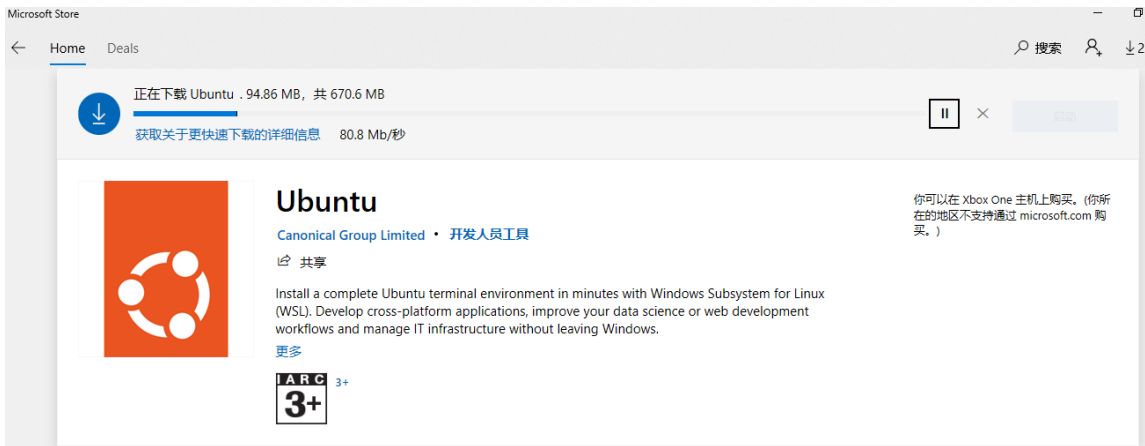 Microsoft Store
Home Deals 搜索 2
正在下载 Ubuntu . 94.86 MB，共 670.6 MB
获取关于更快速下载的详细信息 80.8 Mb/秒
Ubuntu
Canonical Group Limited • 开发人员工具
共享
Install a complete Ubuntu terminal environment in minutes with Windows Subsystem for Linux
(WSL). Develop cross-platform applications, improve your data science or web development
workflows and manage IT infrastructure without leaving Windows.
更多
IARC 3+
3+
你可以在 Xbox One 主机上购买。(你所
在的地区不支持通过 microsoft.com 购
买。)